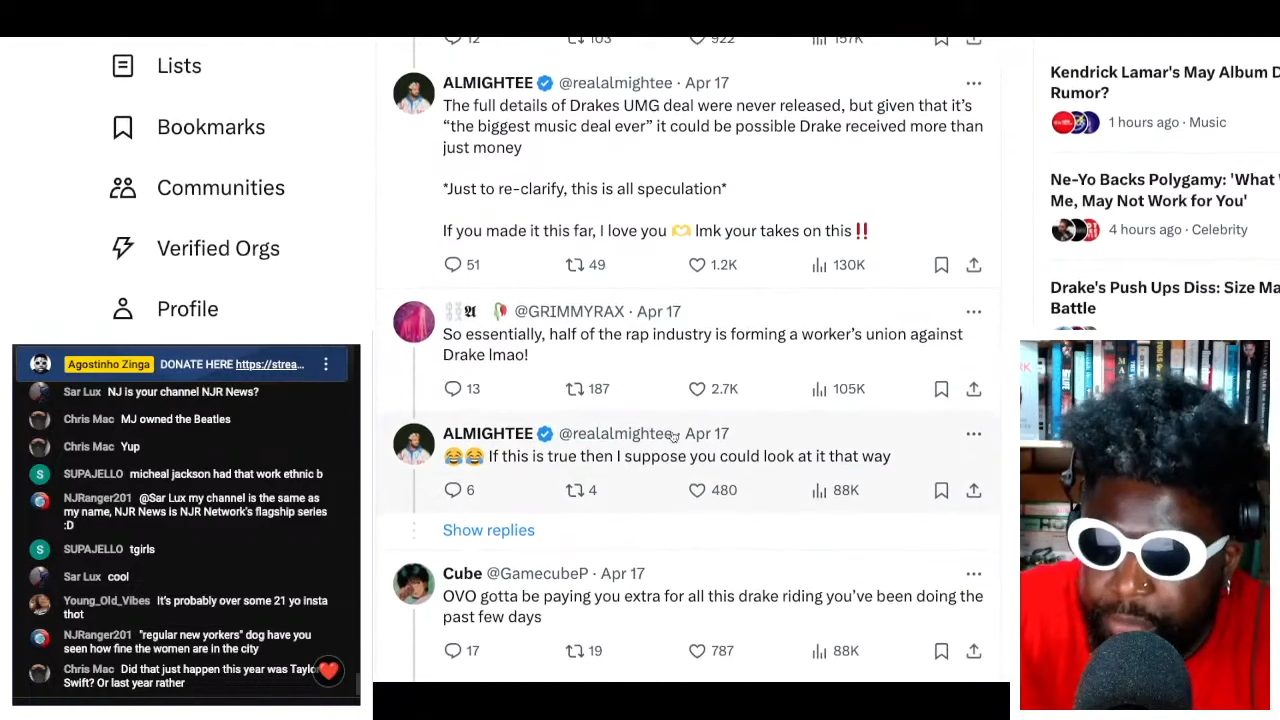 Lists
Bookmarks
Communities
Verified Orgs
Profile
Agostinho Zinga DONATE HERE https://strea...
Sar Lux NJ is your channel NJR News?
Chris Mac MJ owned the Beatles
Chris Mac Yup
SUPAJELLO micheal jackson had that work ethnic b
NJRanger201 @Sar Lux my channel is the same as
my name, NJR News is NJR Network's flagship series
:D
SUPAJELLO tgirls
Sar Lux cool
Young_Old_Vibes It's probably over some 21 yo insta
thot
NJRanger201 "regular new yorkers" dog have you
seen how fine the women are in the city
Chris Mac Did that just happen this year was Taylo
Swift? Or last year rather
12 103 922 157K
ALMIGHTEE @realalmightee · Apr 17
The full details of Drakes UMG deal were never released, but given that it’s
“the biggest music deal ever” it could be possible Drake received more than
just money
*Just to re-clarify, this is all speculation*
If you made it this far, I love you 🫶 lmk your takes on this ‼️
51 49 1.2K 130K
@GRIMMYRAX · Apr 17
So essentially, half of the rap industry is forming a worker’s union against
Drake lmao!
13 187 2.7K 105K
ALMIGHTEE @realalmightee · Apr 17
😂😂 If this is true then I suppose you could look at it that way
6 4 480 88K
Show replies
Cube @GamecubeP · Apr 17
OVO gotta be paying you extra for all this drake riding you’ve been doing the
past few days
17 19 787 88K
Kendrick Lamar's May Album D
Rumor?
1 hours ago · Music
Ne-Yo Backs Polygamy: 'What
Me, May Not Work for You'
4 hours ago · Celebrity
Drake's Push Ups Diss: Size Ma
Battle